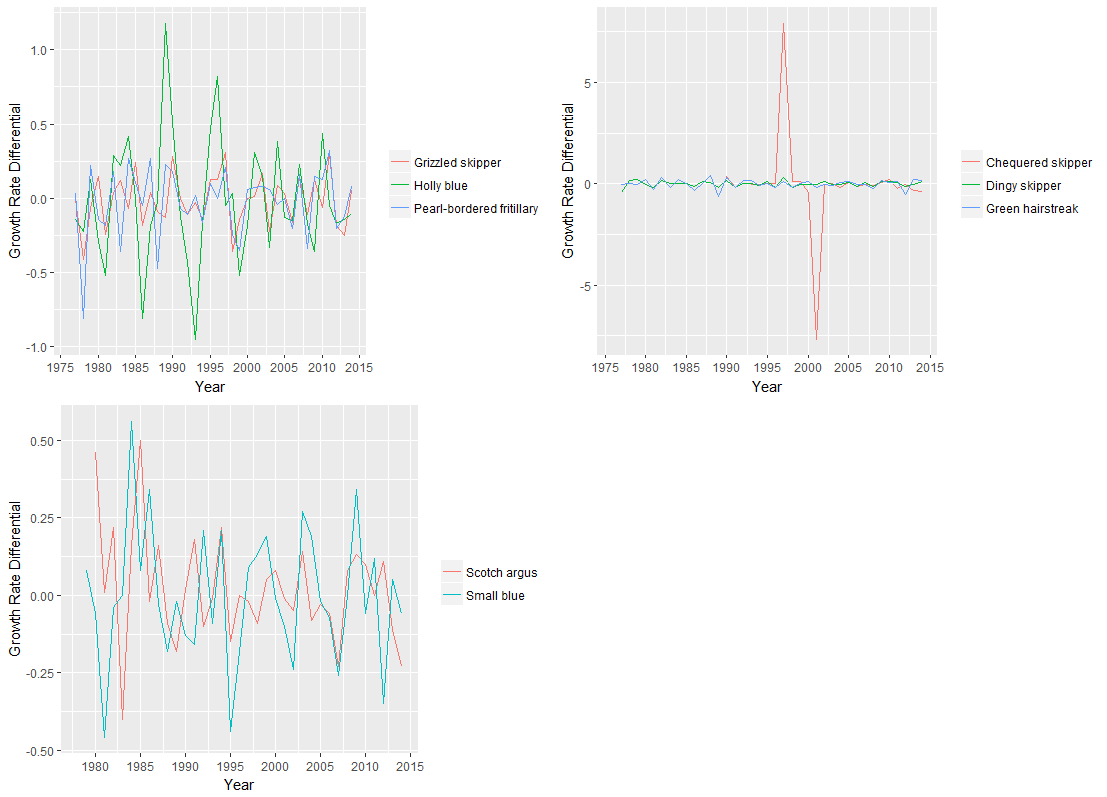 Growth Rate Differential
1.0
0.5
0.0
-0.5
-1.0
1975 1980 1985 1990 1995 2000 2005 2010 2015
Year
Grizzled skipper
Holly blue
Pearl-bordered fritillary
Growth Rate Differential
5
0
-5
1975 1980 1985 1990 1995 2000 2005 2010 2015
Year
Chequered skipper
Dingy skipper
Green hairstreak
Growth Rate Differential
0.50
0.25
0.00
-0.25
-0.50
1980 1985 1990 1995 2000 2005 2010 2015
Year
Scotch argus
Small blue